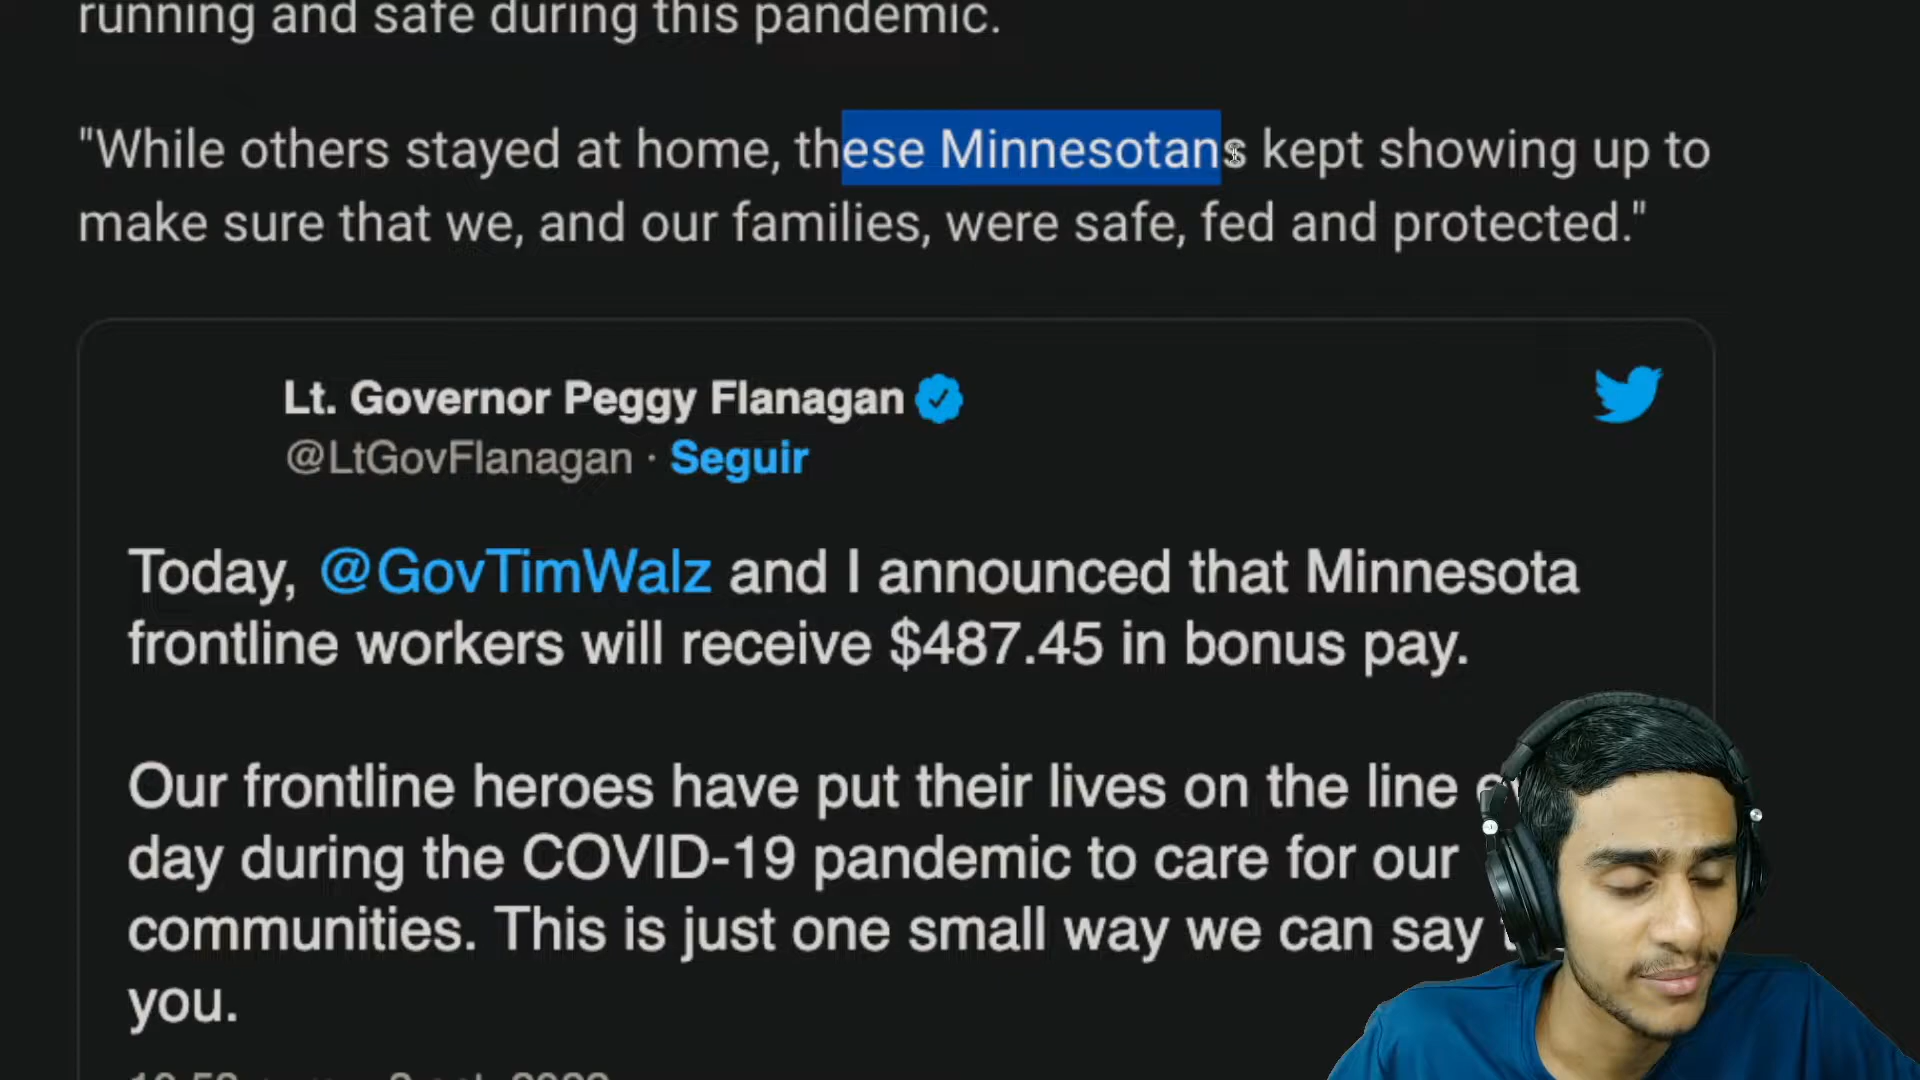 running and safe during this pandemic.
"While others stayed at home, these Minnesotans kept showing up to
make sure that we, and our families, were safe, fed and protected."
Lt. Governor Peggy Flanagan
@LtGovFlanagan · Seguir
Today, @GovTimWalz and I announced that Minnesota
frontline workers will receive $487.45 in bonus pay.
Our frontline heroes have put their lives on the line
day during the COVID-19 pandemic to care for our
communities. This is just one small way we can say
you.